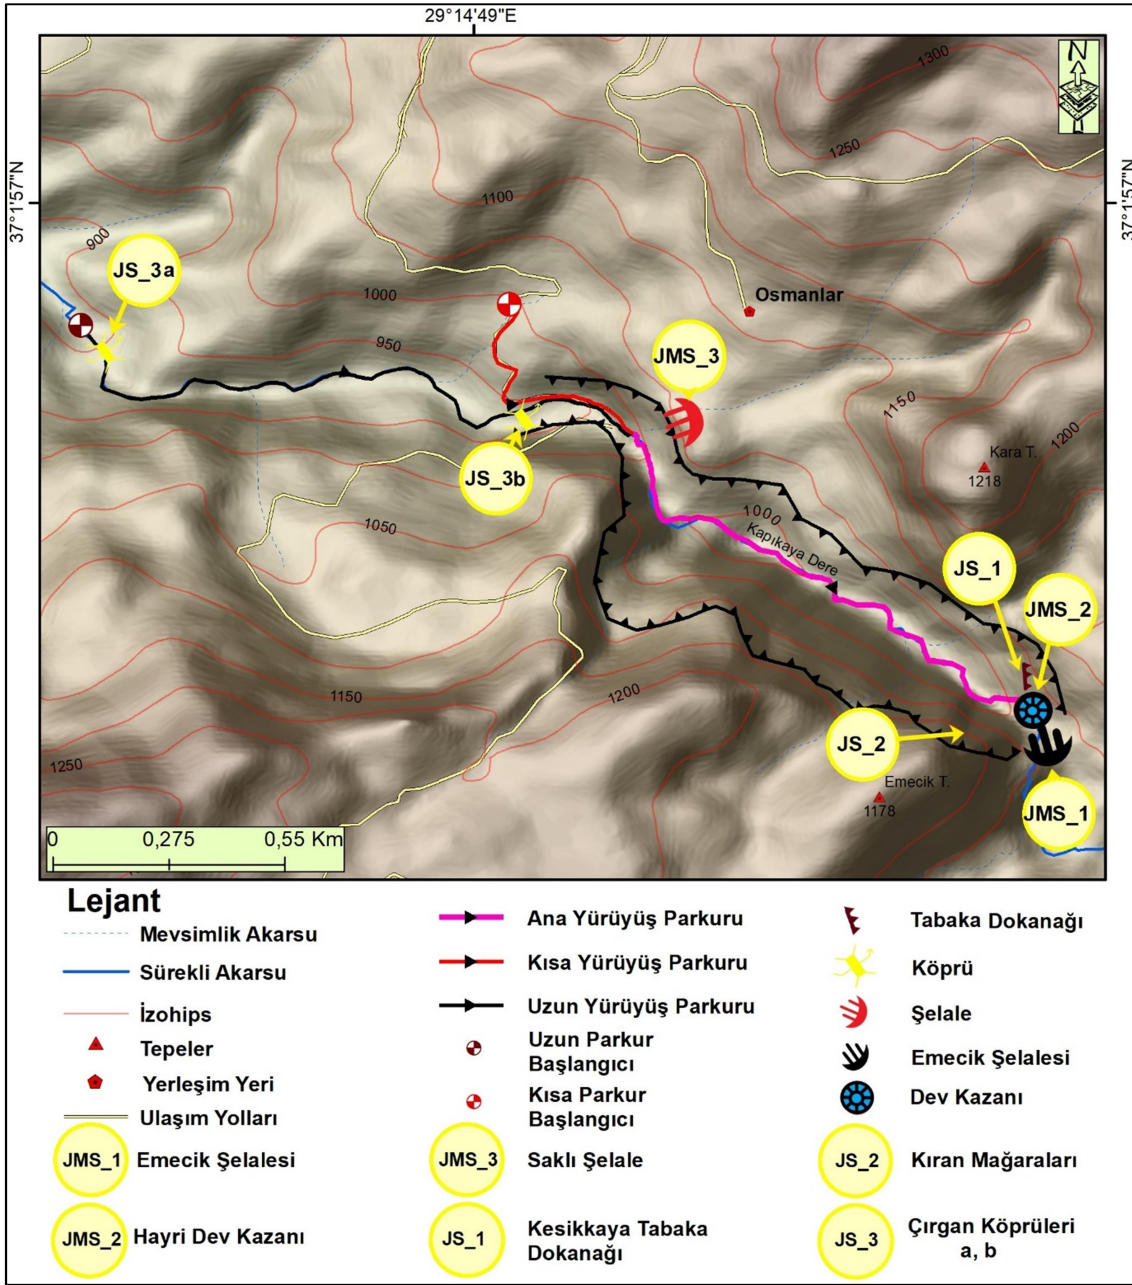 29°14'49"E
N
1300
1250
37°1'57"N
37°1'57"N
1100
900
JS_3a
1000
Osmanlar
950
JMS_3
1150
1200
Kara T.
1218
JS_3b
1000
1050
Kapıkaya Dere
JS_1
JMS_2
1150
1200
JS_2
1250
Emecik T.
1178
JMS_1
0 0,275 0,55 Km
Lejant
Mevsimlik Akarsu
Sürekli Akarsu
İzohips
Tepeler
Yerleşim Yeri
Ulaşım Yolları
Ana Yürüyüş Parkuru
Kısa Yürüyüş Parkuru
Uzun Yürüyüş Parkuru
Uzun Parkur
Başlangıcı
Kısa Parkur
Başlangıcı
Tabaka Dokanağı
Köprü
Şelale
Emecik Şelalesi
Dev Kazanı
JMS_1 Emecik Şelalesi
JMS_2 Hayri Dev Kazanı
JMS_3 Saklı Şelale
JS_1 Kesikkaya Tabaka
Dokanağı
JS_2 Kıran Mağaraları
JS_3 Çırgan Köprüleri
a, b